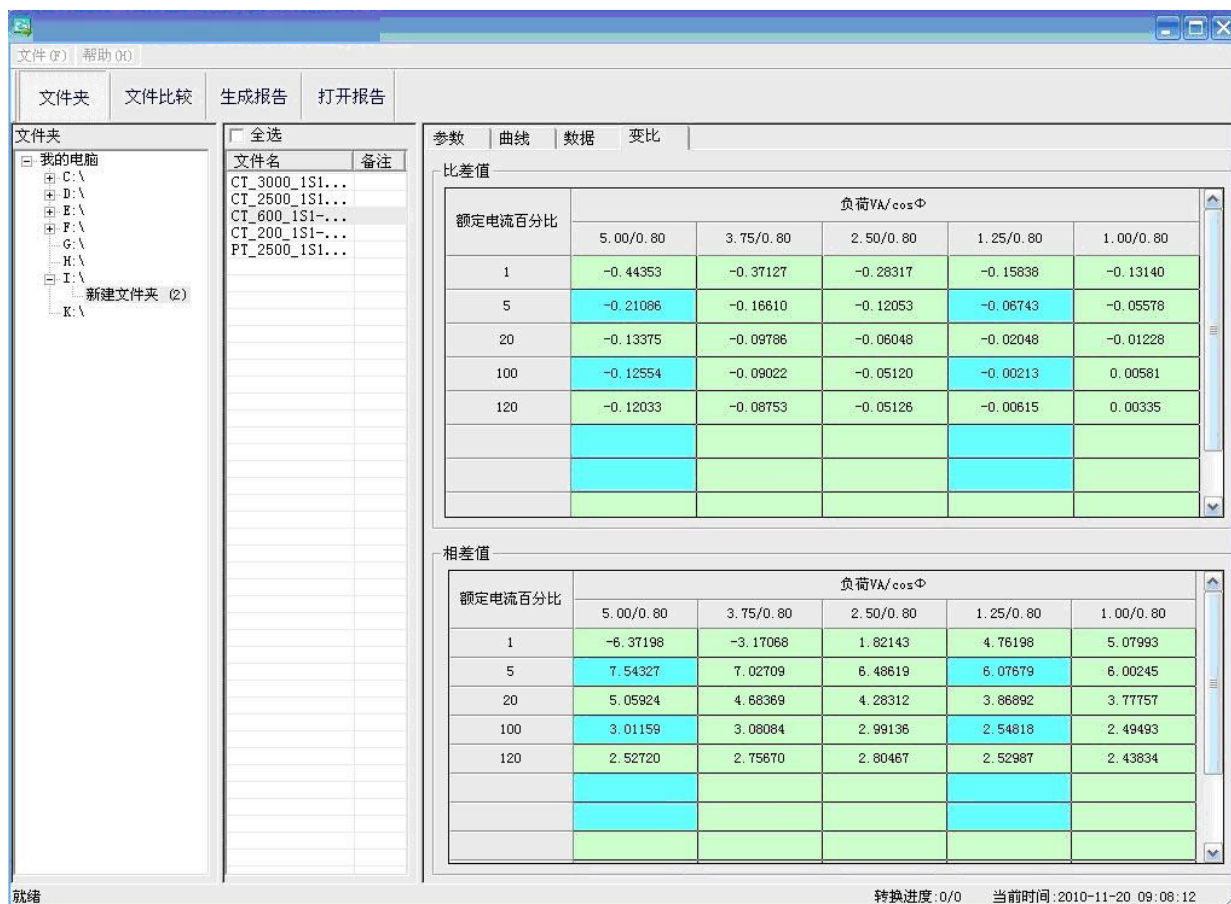 文件(F) 帮助(H)
文件夹 文件比较 生成报告 打开报告
文件夹
我的电脑
C:\
D:\
E:\
F:\
G:\
H:\
I:\
新建文件夹 (2)
K:\
全选
文件名 备注
CT_3000_1S1...
CT_2500_1S1...
CT_600_1S1-...
CT_200_1S1-...
PT_2500_1S1...
参数 曲线 数据 变比
比差值
额定电流百分比 负荷VA/cosΦ
5.00/0.80 3.75/0.80 2.50/0.80 1.25/0.80 1.00/0.80
1 -0.44353 -0.37127 -0.28317 -0.15838 -0.13140
5 -0.21086 -0.16610 -0.12053 -0.06743 -0.05578
20 -0.13375 -0.09786 -0.06048 -0.02048 -0.01228
100 -0.12554 -0.09022 -0.05120 -0.00213 0.00581
120 -0.12033 -0.08753 -0.05126 -0.00615 0.00335
相差值
额定电流百分比 负荷VA/cosΦ
5.00/0.80 3.75/0.80 2.50/0.80 1.25/0.80 1.00/0.80
1 -6.37198 -3.17068 1.82143 4.76198 5.07993
5 7.54327 7.02709 6.48619 6.07679 6.00245
20 5.05924 4.68369 4.28312 3.86892 3.77757
100 3.01159 3.08084 2.99136 2.54818 2.49493
120 2.52720 2.75670 2.80467 2.52987 2.43834
就绪 转换进度:0/0 当前时间:2010-11-20 09:08:12